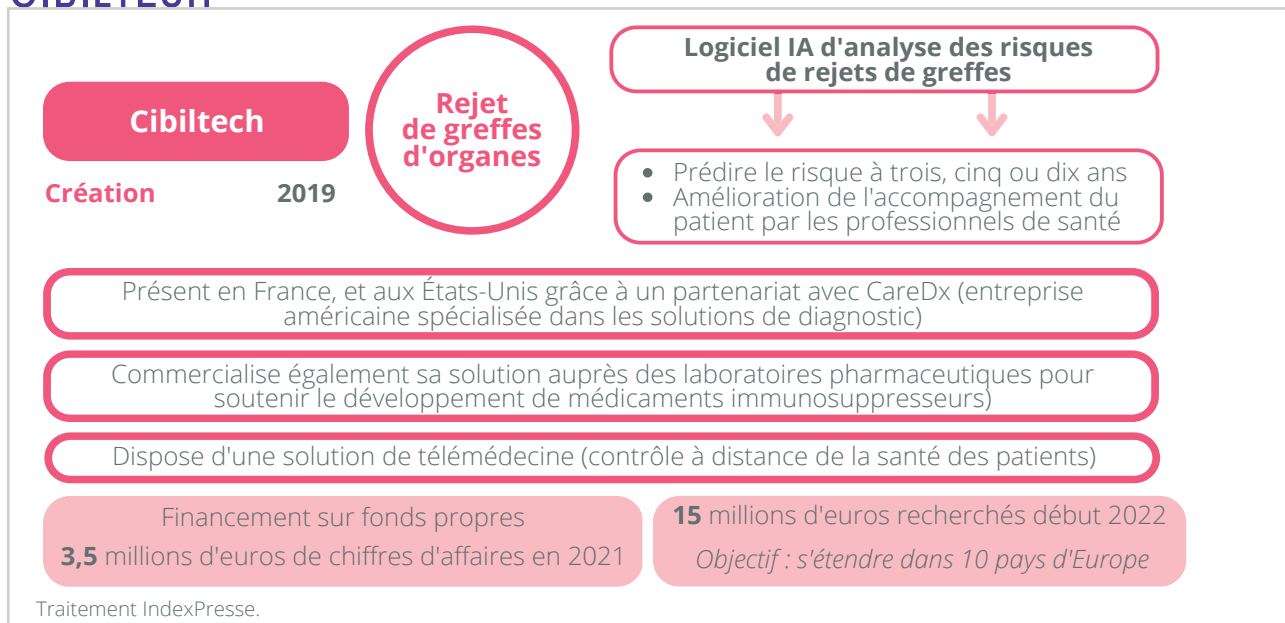 CIBILTECH
Cibiltech
Création 2019
Rejet
de greffes
d'organes
Logiciel IA d'analyse des risques
de rejets de greffes
• Prédire le risque à trois, cinq ou dix ans
• Amélioration de l'accompagnement du
patient par les professionnels de santé
Présent en France, et aux États-Unis grâce à un partenariat avec CareDx (entreprise
américaine spécialisée dans les solutions de diagnostic)
Commercialise également sa solution auprès des laboratoires pharmaceutiques pour
soutenir le développement de médicaments immunosuppresseurs)
Dispose d'une solution de télémédecine (contrôle à distance de la santé des patients)
Financement sur fonds propres
3,5 millions d'euros de chiffres d'affaires en 2021
15 millions d'euros recherchés début 2022
Objectif : s'étendre dans 10 pays d'Europe
Traitement IndexPresse.